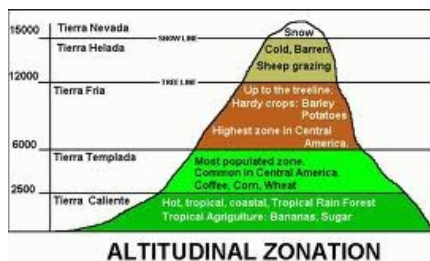 15000
Tierra Nevada
Snow
SNOW LINE
Tierra Helada
Cold, Barren
Sheep grazing
12000
TREE LINE
Tierra Fria
Up to the treeline.
Hardy crops: Barley
Potatoes
Highest zone in Central
America.
6000
Tierra Templada
Most populated zone.
Common in Central America.
Coffee, Corn, Wheat
2500
Tierra Caliente
Hot, tropical, coastal, Tropical Rain Forest
Tropical Agrigulture: Bananas, Sugar
ALTITUDINAL ZONATION